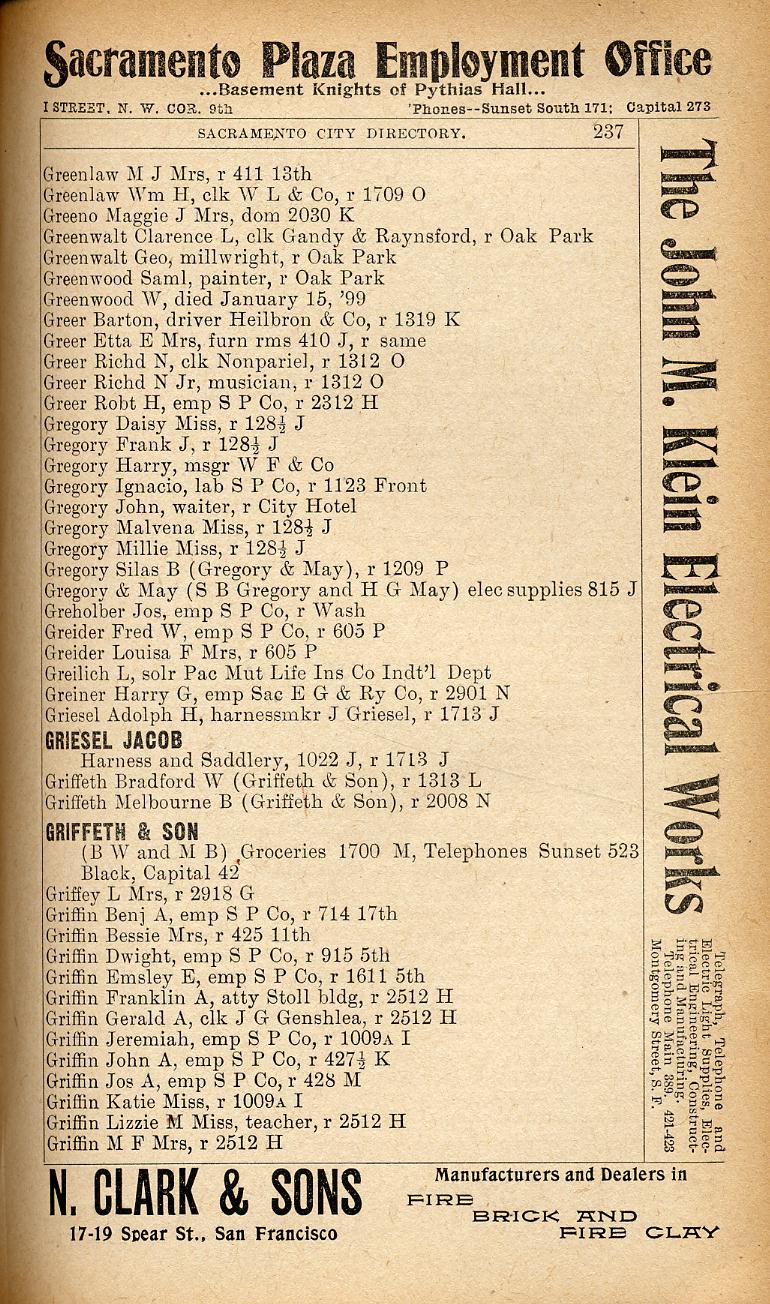 Sacramento Plaza Employment Office
...Basement Knights of Pythias Hall...
I STREET, N. W. COR. 9th 'Phones--Sunset South 171; Capital 273
SACRAMENTO CITY DIRECTORY. 237
Greenlaw M J Mrs, r 411 13th
Greenlaw Wm H, clk W L & Co, r 1709 O
Greeno Maggie J Mrs, dom 2030 K
Greenwalt Clarence L, clk Gandy & Raynsford, r Oak Park
Greenwalt Geo, millwright, r Oak Park
Greenwood Saml, painter, r Oak Park
Greenwood W, died January 15, '99
Greer Barton, driver Heilbron & Co, r 1319 K
Greer Etta E Mrs, furn rms 410 J, r same
Greer Richd N, clk Nonpariel, r 1312 O
Greer Richd N Jr, musician, r 1312 O
Greer Robt H, emp S P Co, r 2312 H
Gregory Daisy Miss, r 128½ J
Gregory Frank J, r 128½ J
Gregory Harry, msgr W F & Co
Gregory Ignacio, lab S P Co, r 1123 Front
Gregory John, waiter, r City Hotel
Gregory Malvena Miss, r 128½ J
Gregory Millie Miss, r 128½ J
Gregory Silas B (Gregory & May), r 1209 P
Gregory & May (S B Gregory and H G May) elec supplies 815 J
Greholber Jos, emp S P Co, r Wash
Greider Fred W, emp S P Co, r 605 P
Greider Louisa F Mrs, r 605 P
Greilich L, solr Pac Mut Life Ins Co Indt'l Dept
Greiner Harry G, emp Sac E G & Ry Co, r 2901 N
Griesel Adolph H, harnessmkr J Griesel, r 1713 J
GRIESEL JACOB
Harness and Saddlery, 1022 J, r 1713 J
Griffeth Bradford W (Griffeth & Son), r 1313 L
Griffeth Melbourne B (Griffeth & Son), r 2008 N
GRIFFETH & SON
(B W and M B) Groceries 1700 M, Telephones Sunset 523
Black, Capital 42
Griffey L Mrs, r 2918 G
Griffin Benj A, emp S P Co, r 714 17th
Griffin Bessie Mrs, r 425 11th
Griffin Dwight, emp S P Co, r 915 5th
Griffin Emsley E, emp S P Co, r 1611 5th
Griffin Franklin A, atty Stoll bldg, r 2512 H
Griffin Gerald A, clk J G Genshlea, r 2512 H
Griffin Jeremiah, emp S P Co, r 1009A I
Griffin John A, emp S P Co, r 427½ K
Griffin Jos A, emp S P Co, r 428 M
Griffin Katie Miss, r 1009A I
Griffin Lizzie M Miss, teacher, r 2512 H
Griffin M F Mrs, r 2512 H
The John M. Klein Electrical Works
Telegraph, Telephone and
Electric Light Supplies, Elec-
trical Engineering, Construct-
ing and Manufacturing.
Telephone Main 389. 421-423
Montgomery Street, S. F.
N. CLARK & SONS
17-19 Spear St., San Francisco
Manufacturers and Dealers in
FIRE
BRICK AND
FIRE CLAY